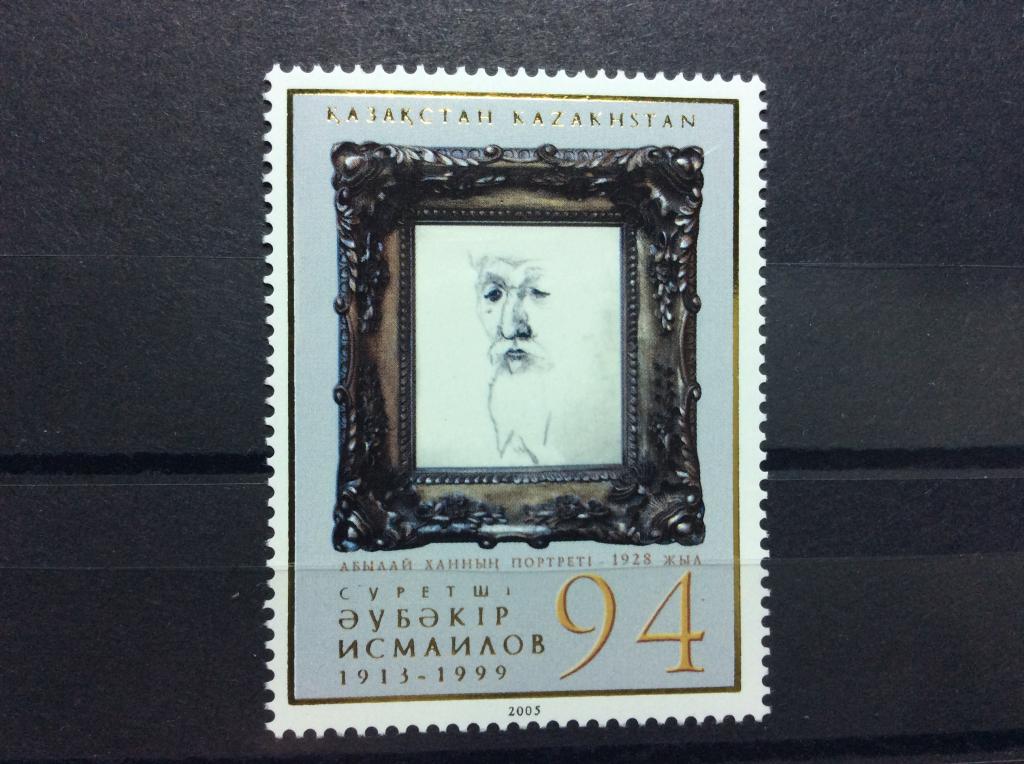 ҚАЗАҚСТАН KAZAKHSTAN
АБЫЛАЙ ХАННЫҢ ПОРТРЕТІ - 1928 ЖЫЛ
СУРЕТШІ
ӘУБӘКІР
ИСМАИЛОВ
1913-1999
94
2005